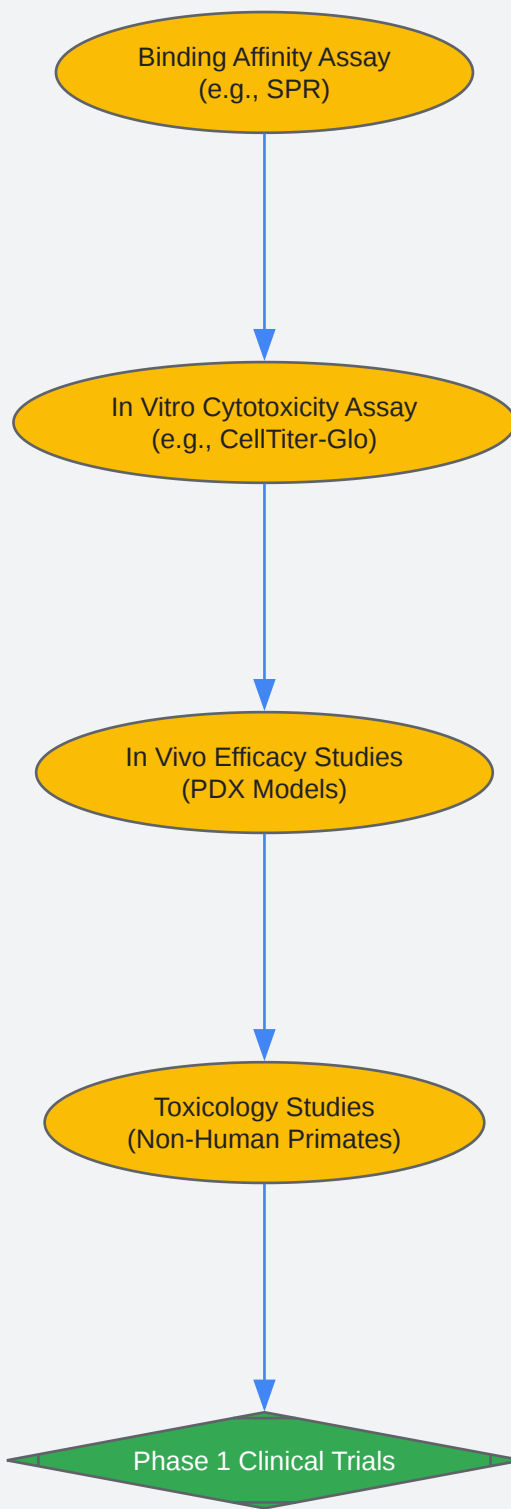 Binding Affinity Assay
(e.g., SPR)
In Vitro Cytotoxicity Assay
(e.g., CellTiter-Glo)
In Vivo Efficacy Studies
(PDX Models)
Toxicology Studies
(Non-Human Primates)
Phase 1 Clinical Trials